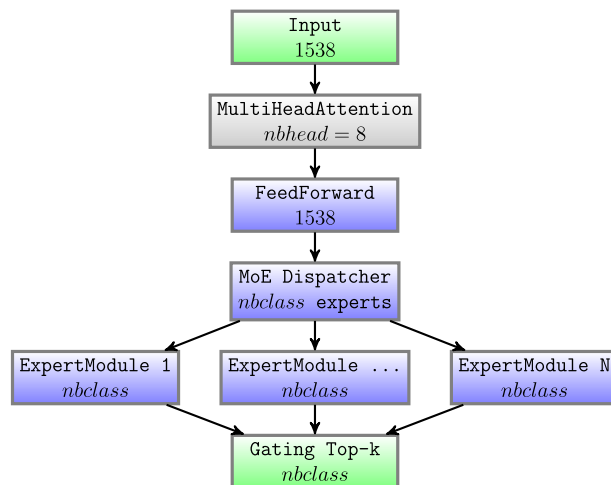 Input
1538
MultiHeadAttention
nbhead = 8
FeedForward
1538
MoE Dispatcher
nbclass experts
ExpertModule 1
nbclass
ExpertModule ...
nbclass
ExpertModule N
nbclass
Gating Top-k
nbclass